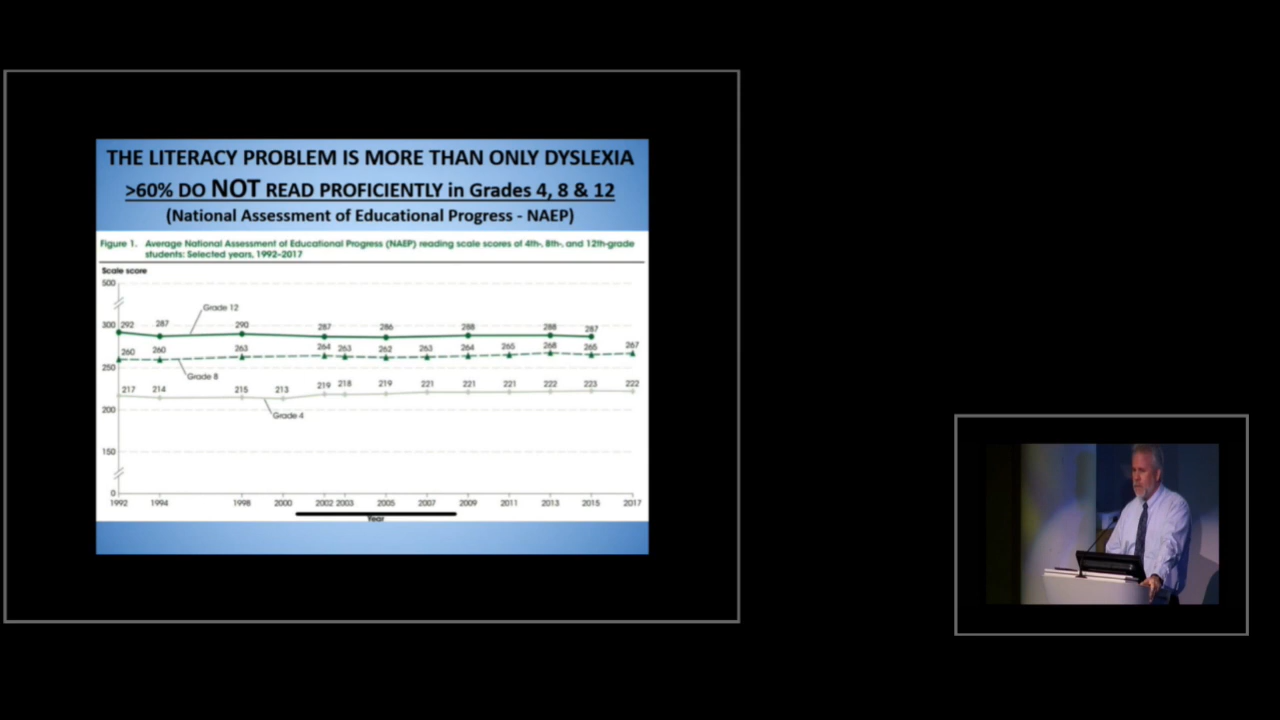 THE LITERACY PROBLEM IS MORE THAN ONLY DYSLEXIA
>60% DO NOT READ PROFICIENTLY in Grades 4, 8 & 12
(National Assessment of Educational Progress - NAEP)
Figure 1. Average National Assessment of Educational Progress (NAEP) reading scale scores of 4th-, 8th-, and 12th-grade
students: Selected years, 1992–2017
Scale score
500
Grade 12
300 292 287 290 287 286 288 288 287
260 260 263 264 263 262 263 264 265 268 265 267
250
Grade 8
217 214 215 213 219 218 219 221 221 221 222 223 222
200
Grade 4
150
0
1992 1994 1998 2000 2002 2003 2005 2007 2009 2011 2013 2015 2017
Year